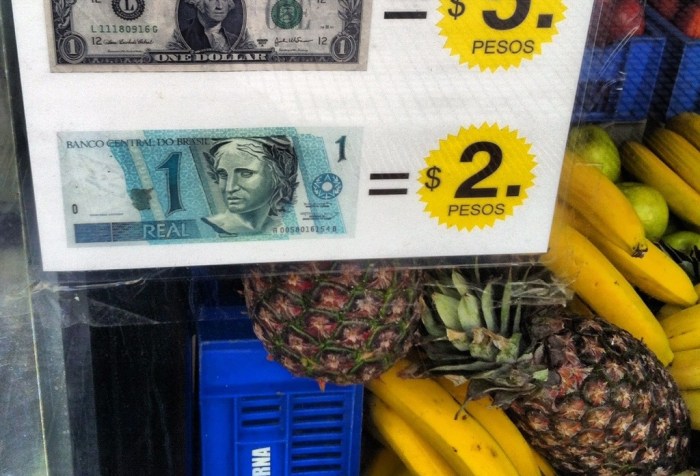 L
L11180916G
12
12
1
ONE DOLLAR
1
= $5.
PESOS
BANCO CENTRAL DO BRASIL
1
1
0
REAL
= $2.
PESOS
RNA